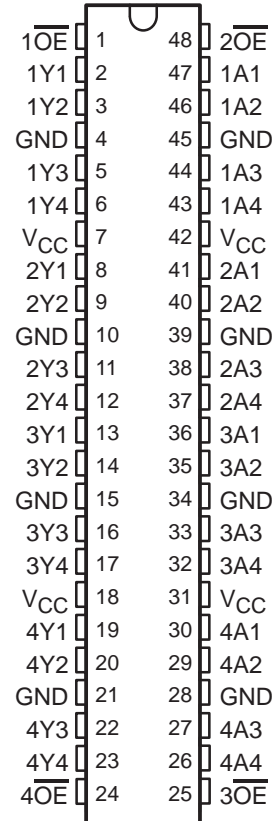 1O̅E̅ 1 48 2O̅E̅
1Y1 2 47 1A1
1Y2 3 46 1A2
GND 4 45 GND
1Y3 5 44 1A3
1Y4 6 43 1A4
VCC 7 42 VCC
2Y1 8 41 2A1
2Y2 9 40 2A2
GND 10 39 GND
2Y3 11 38 2A3
2Y4 12 37 2A4
3Y1 13 36 3A1
3Y2 14 35 3A2
GND 15 34 GND
3Y3 16 33 3A3
3Y4 17 32 3A4
VCC 18 31 VCC
4Y1 19 30 4A1
4Y2 20 29 4A2
GND 21 28 GND
4Y3 22 27 4A3
4Y4 23 26 4A4
4O̅E̅ 24 25 3O̅E̅